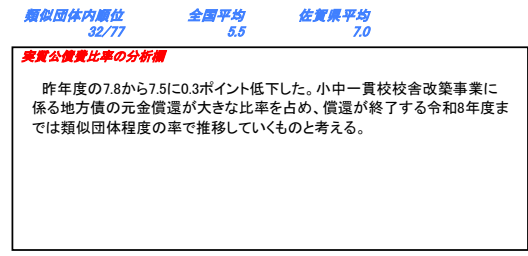 類似団体内順位 全国平均 佐賀県平均
32/77 5.5 7.0
実質公債費比率の分析欄
昨年度の7.8から7.5に0.3ポイント低下した。小中一貫校校舎改築事業に
係る地方債の元金償還が大きな比率を占め、償還が終了する令和8年度ま
では類似団体程度の率で推移していくものと考える。